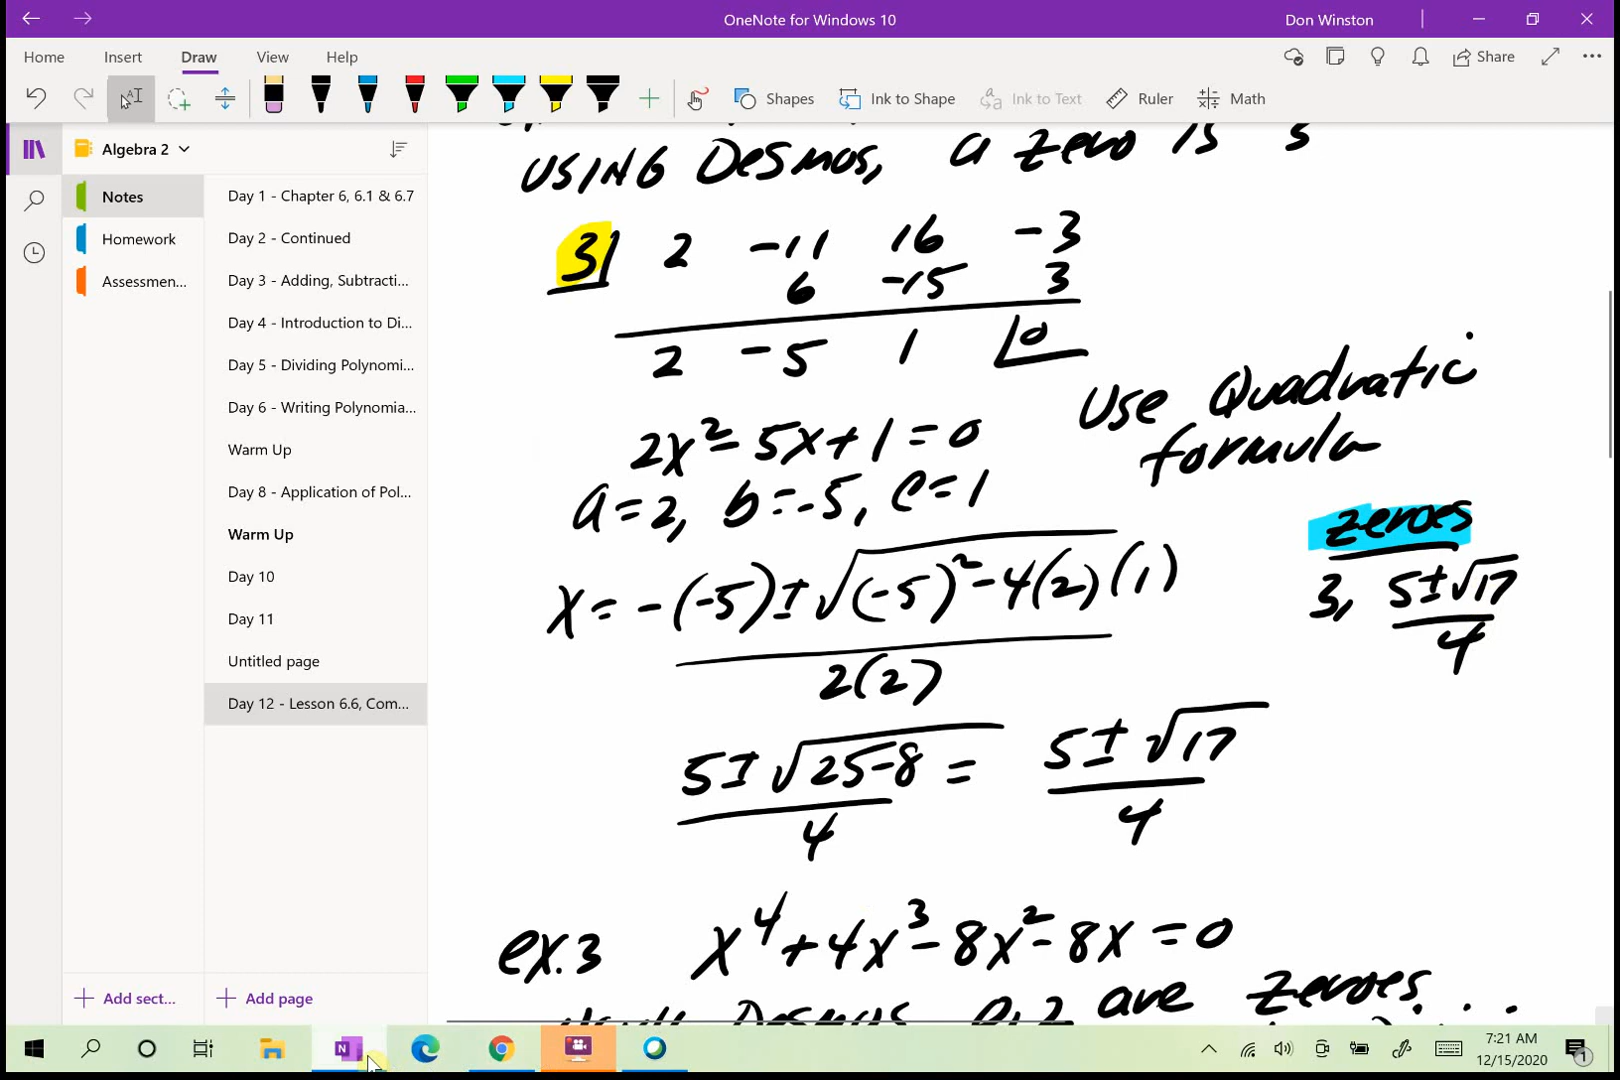 OneNote for Windows 10
Don Winston
Home Insert Draw View Help
Share
Shapes
Ink to Shape
Ink to Text
Ruler
Math
Algebra 2
Notes
Homework
Assessmen...
Day 1 - Chapter 6, 6.1 & 6.7
Day 2 - Continued
Day 3 - Adding, Subtracti...
Day 4 - Introduction to Di...
Day 5 - Dividing Polynomi...
Day 6 - Writing Polynomia...
Warm Up
Day 8 - Application of Pol...
Warm Up
Day 10
Day 11
Untitled page
Day 12 - Lesson 6.6, Com...
Add sect...
Add page
USING Desmos, a zero is 3
3 2 -11 16 -3
6 -15 3
2 -5 1 0
Use Quadratic
formula
2x² - 5x + 1 = 0
a = 2, b = -5, c = 1
zeroes
3, 5 ± √17
4
x = -(-5) ± √(-5)² - 4(2)(1)
2(2)
5 ± √25-8 = 5 ± √17
4 4
ex.3 x⁴ + 4x³ - 8x² - 8x = 0
Desmos 0, 2 are zeroes
7:21 AM
12/15/2020
1